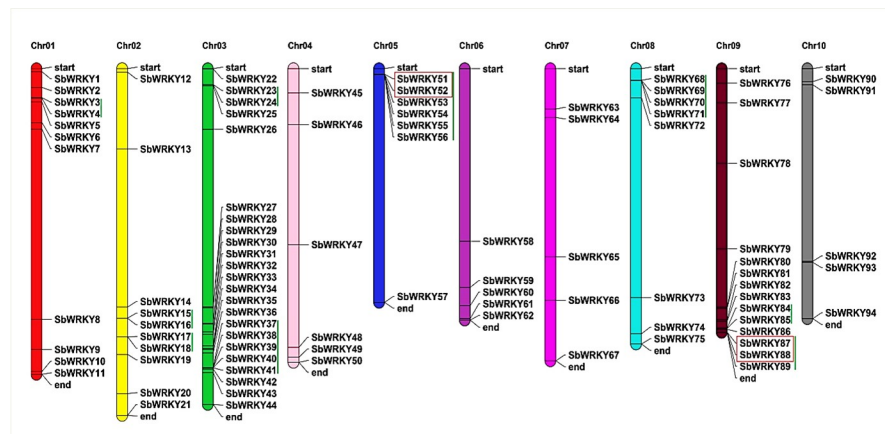 Chr01
start
SbWRKY1
SbWRKY2
SbWRKY3
SbWRKY4
SbWRKY5
SbWRKY6
SbWRKY7
SbWRKY8
SbWRKY9
SbWRKY10
SbWRKY11
end
Chr02
start
SbWRKY12
SbWRKY13
SbWRKY14
SbWRKY15
SbWRKY16
SbWRKY17
SbWRKY18
SbWRKY19
SbWRKY20
SbWRKY21
end
Chr03
start
SbWRKY22
SbWRKY23
SbWRKY24
SbWRKY25
SbWRKY26
SbWRKY27
SbWRKY28
SbWRKY29
SbWRKY30
SbWRKY31
SbWRKY32
SbWRKY33
SbWRKY34
SbWRKY35
SbWRKY36
SbWRKY37
SbWRKY38
SbWRKY39
SbWRKY40
SbWRKY41
SbWRKY42
SbWRKY43
SbWRKY44
end
Chr04
start
SbWRKY45
SbWRKY46
SbWRKY47
SbWRKY48
SbWRKY49
SbWRKY50
end
Chr05
start
SbWRKY51
SbWRKY52
SbWRKY53
SbWRKY54
SbWRKY55
SbWRKY56
SbWRKY57
end
Chr06
start
SbWRKY58
SbWRKY59
SbWRKY60
SbWRKY61
SbWRKY62
end
Chr07
start
SbWRKY63
SbWRKY64
SbWRKY65
SbWRKY66
SbWRKY67
end
Chr08
start
SbWRKY68
SbWRKY69
SbWRKY70
SbWRKY71
SbWRKY72
SbWRKY73
SbWRKY74
SbWRKY75
end
Chr09
start
SbWRKY76
SbWRKY77
SbWRKY78
SbWRKY79
SbWRKY80
SbWRKY81
SbWRKY82
SbWRKY83
SbWRKY84
SbWRKY85
SbWRKY86
SbWRKY87
SbWRKY88
SbWRKY89
end
Chr10
start
SbWRKY90
SbWRKY91
SbWRKY92
SbWRKY93
SbWRKY94
end